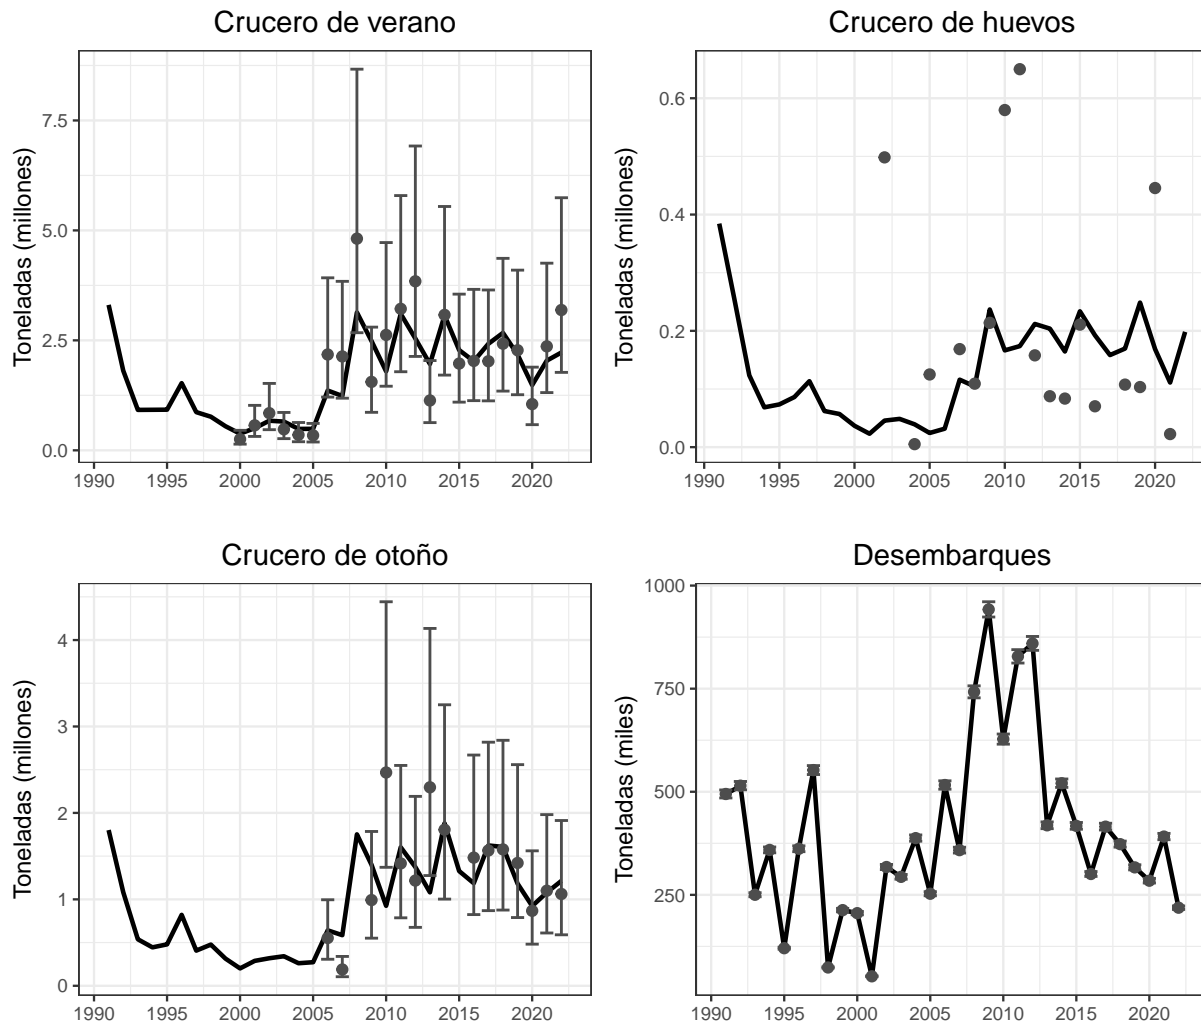 Crucero de verano
Toneladas (millones)
7.5
5.0
2.5
0.0
1990 1995 2000 2005 2010 2015 2020
Crucero de huevos
Toneladas (millones)
0.6
0.4
0.2
0.0
1990 1995 2000 2005 2010 2015 2020
Crucero de otoño
Toneladas (millones)
4
3
2
1
0
1990 1995 2000 2005 2010 2015 2020
Desembarques
Toneladas (miles)
1000
750
500
250
1990 1995 2000 2005 2010 2015 2020